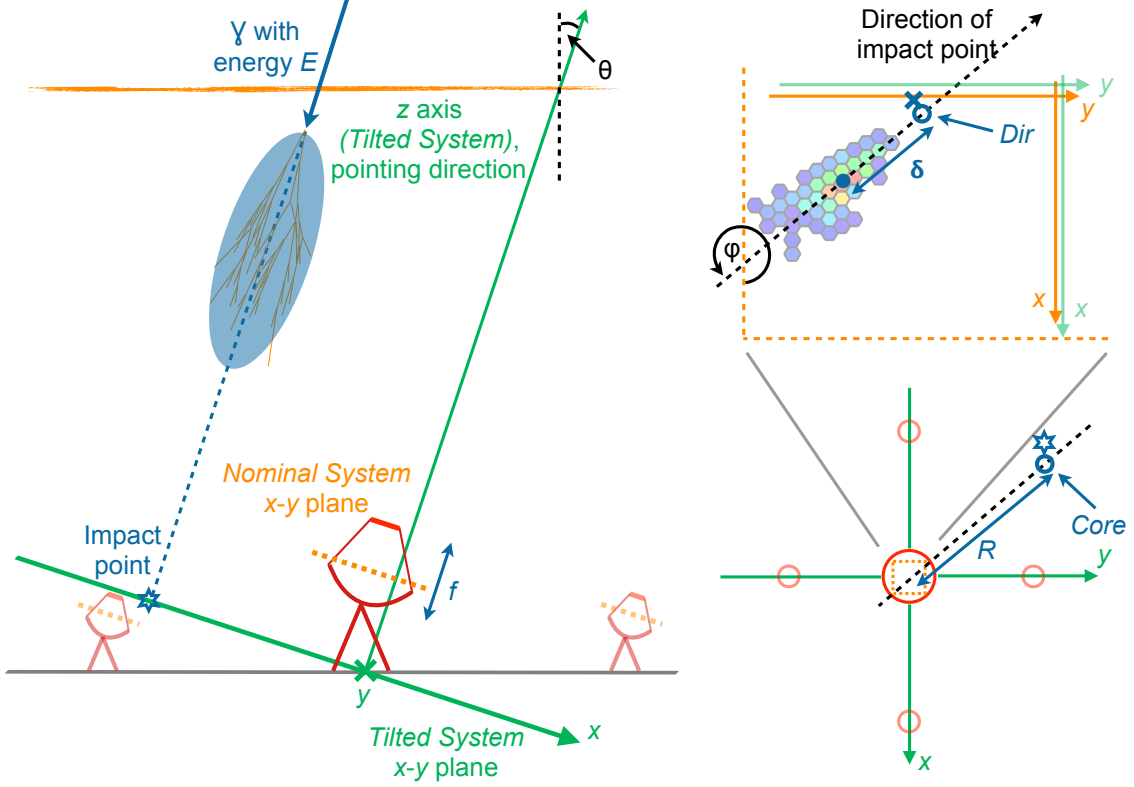 Ɣ with
energy E
θ
z axis
(Tilted System),
pointing direction
Nominal System
x-y plane
Impact
point
f
y
x
Tilted System
x-y plane
Direction of
impact point
y
y
Dir
δ
φ
x
x
Core
R
y
x